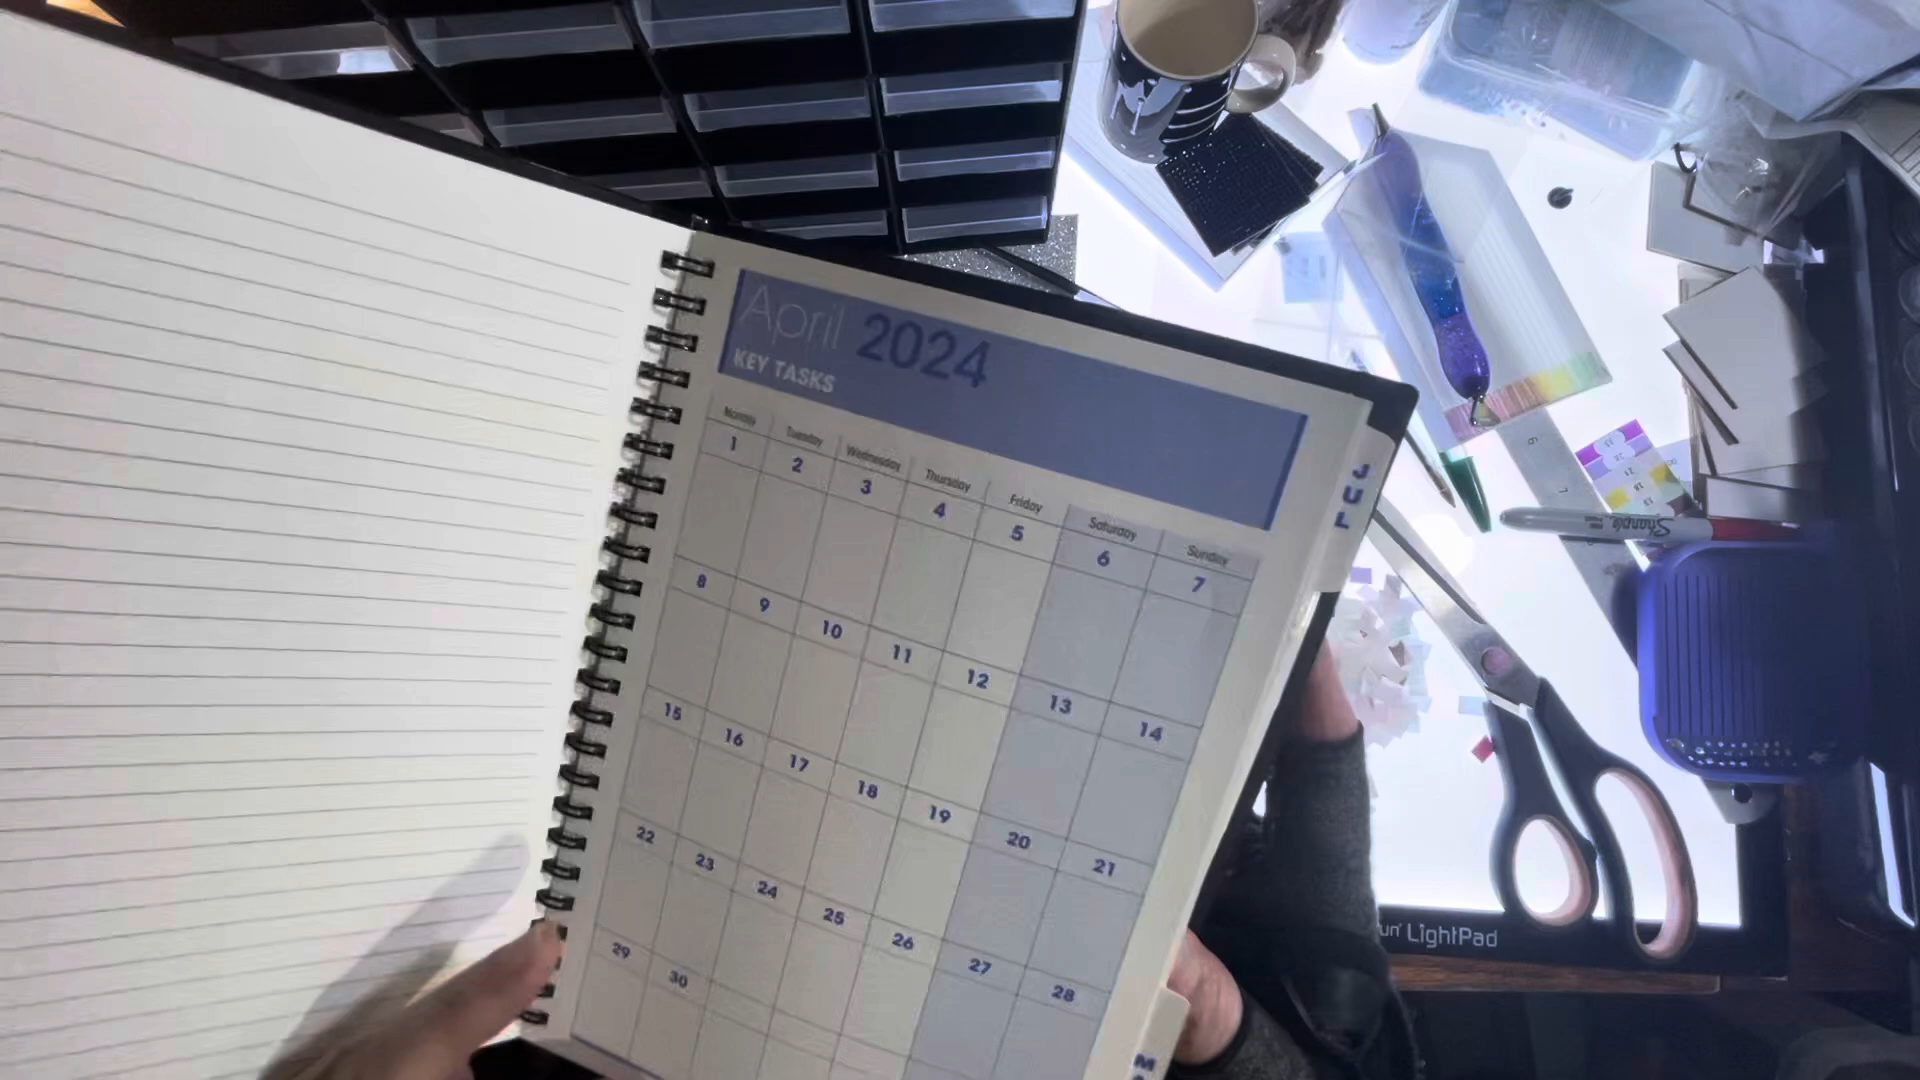 April 2024
KEY TASKS
Monday Tuesday Wednesday Thursday Friday Saturday Sunday
1 2 3 4 5 6 7
8 9 10 11 12 13 14
15 16 17 18 19 20 21
22 23 24 25 26 27 28
29 30
JUL
M
Sharpie
6
7
LightPad